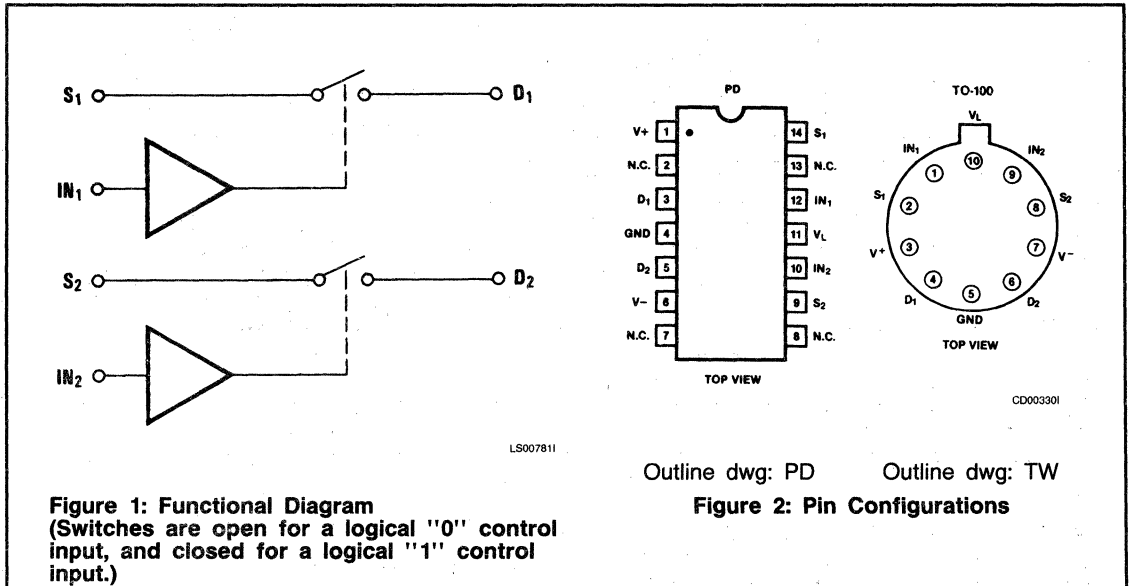 S₁ D₁
IN₁
S₂ D₂
IN₂
LS00781I
Figure 1: Functional Diagram
(Switches are open for a logical "0" control
input, and closed for a logical "1" control
input.)
PD
V+ 1 14 S₁
N.C. 2 13 N.C.
D₁ 3 12 IN₁
GND 4 11 V_L
D₂ 5 10 IN₂
V− 6 9 S₂
N.C. 7 8 N.C.
TOP VIEW
TO-100
V_L
IN₁ IN₂
10
1 9
S₁ 2 8 S₂
V⁺ 3 7 V⁻
4 6
5
D₁ D₂
GND
TOP VIEW
CD00330I
Outline dwg: PD Outline dwg: TW
Figure 2: Pin Configurations